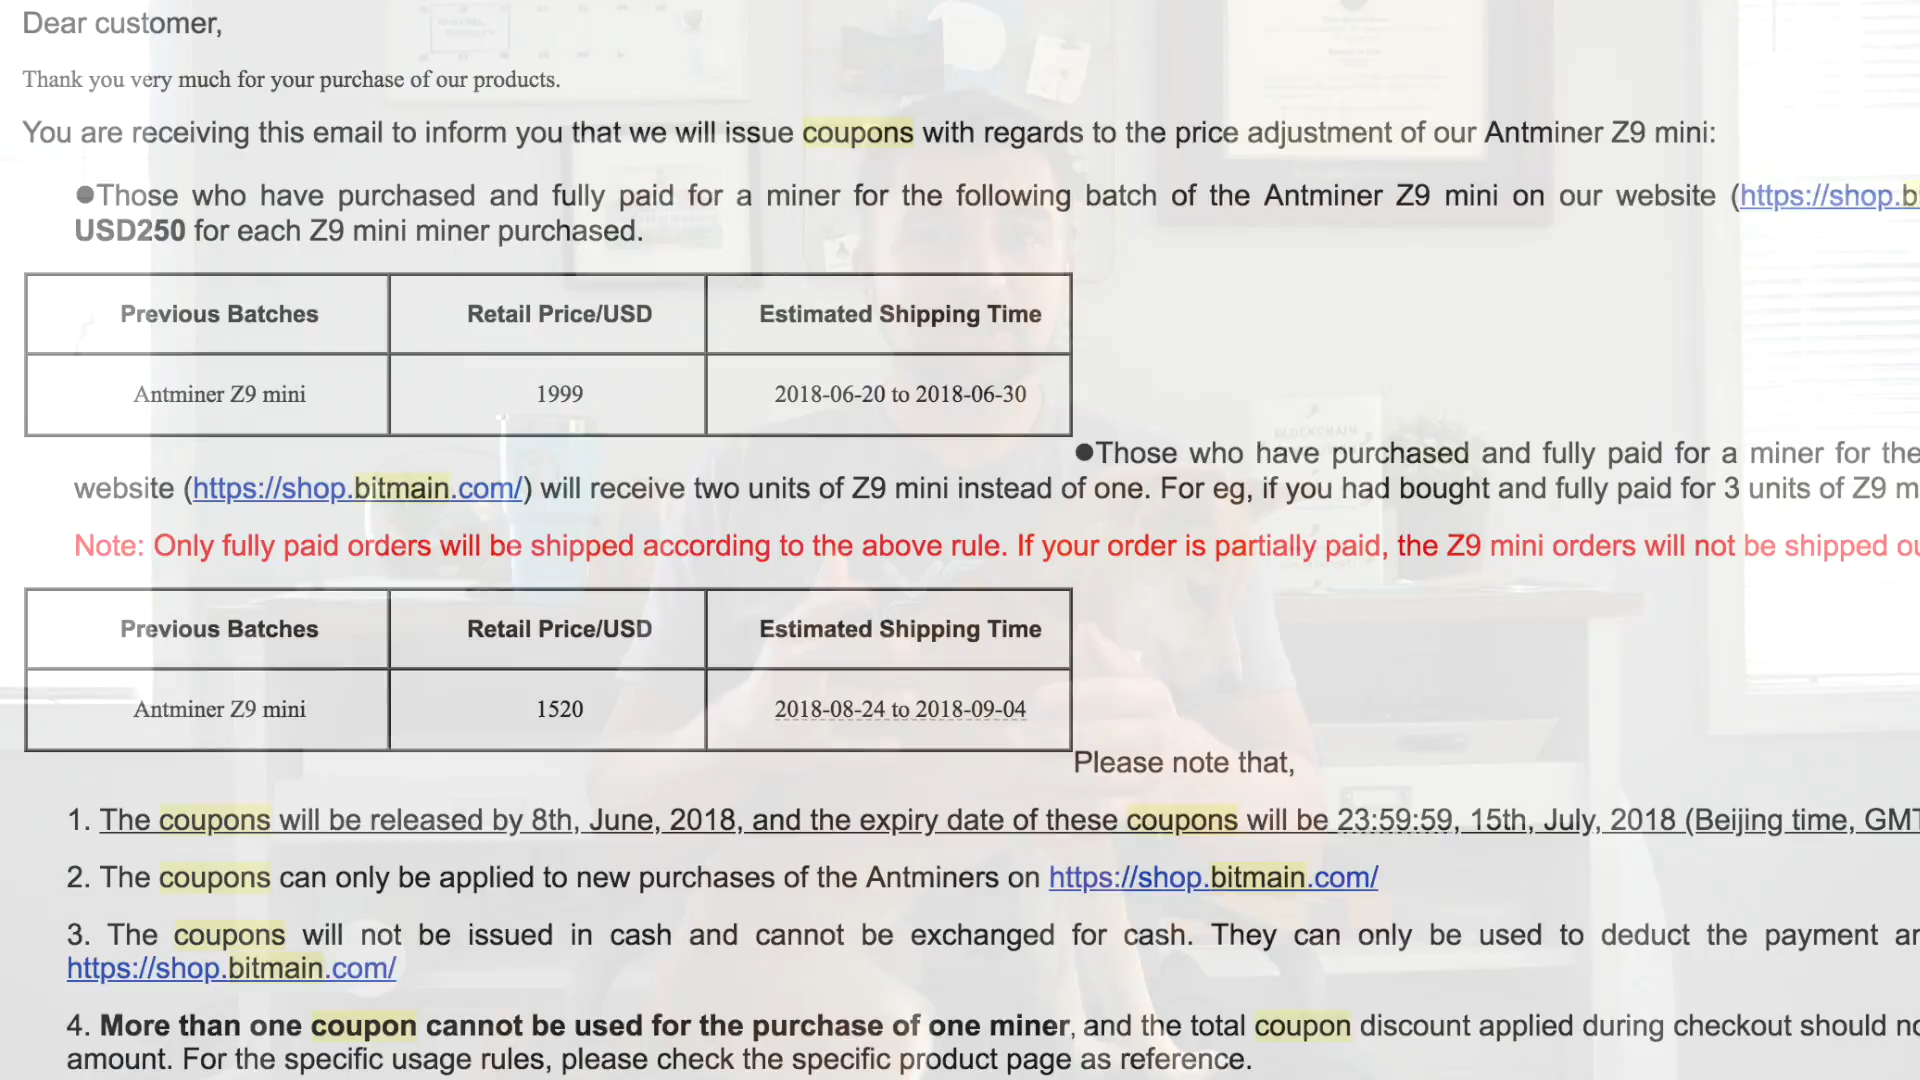 Dear customer,
Thank you very much for your purchase of our products.
You are receiving this email to inform you that we will issue coupons with regards to the price adjustment of our Antminer Z9 mini:
●Those who have purchased and fully paid for a miner for the following batch of the Antminer Z9 mini on our website (https://shop.b
USD250 for each Z9 mini miner purchased.
Previous Batches Retail Price/USD Estimated Shipping Time
Antminer Z9 mini 1999 2018-06-20 to 2018-06-30
●Those who have purchased and fully paid for a miner for the
website (https://shop.bitmain.com/) will receive two units of Z9 mini instead of one. For eg, if you had bought and fully paid for 3 units of Z9 m
Note: Only fully paid orders will be shipped according to the above rule. If your order is partially paid, the Z9 mini orders will not be shipped ou
Previous Batches Retail Price/USD Estimated Shipping Time
Antminer Z9 mini 1520 2018-08-24 to 2018-09-04
Please note that,
1. The coupons will be released by 8th, June, 2018, and the expiry date of these coupons will be 23:59:59, 15th, July, 2018 (Beijing time, GMT
2. The coupons can only be applied to new purchases of the Antminers on https://shop.bitmain.com/
3. The coupons will not be issued in cash and cannot be exchanged for cash. They can only be used to deduct the payment
https://shop.bitmain.com/
4. More than one coupon cannot be used for the purchase of one miner, and the total coupon discount applied during checkout should
amount. For the specific usage rules, please check the specific product page as reference.